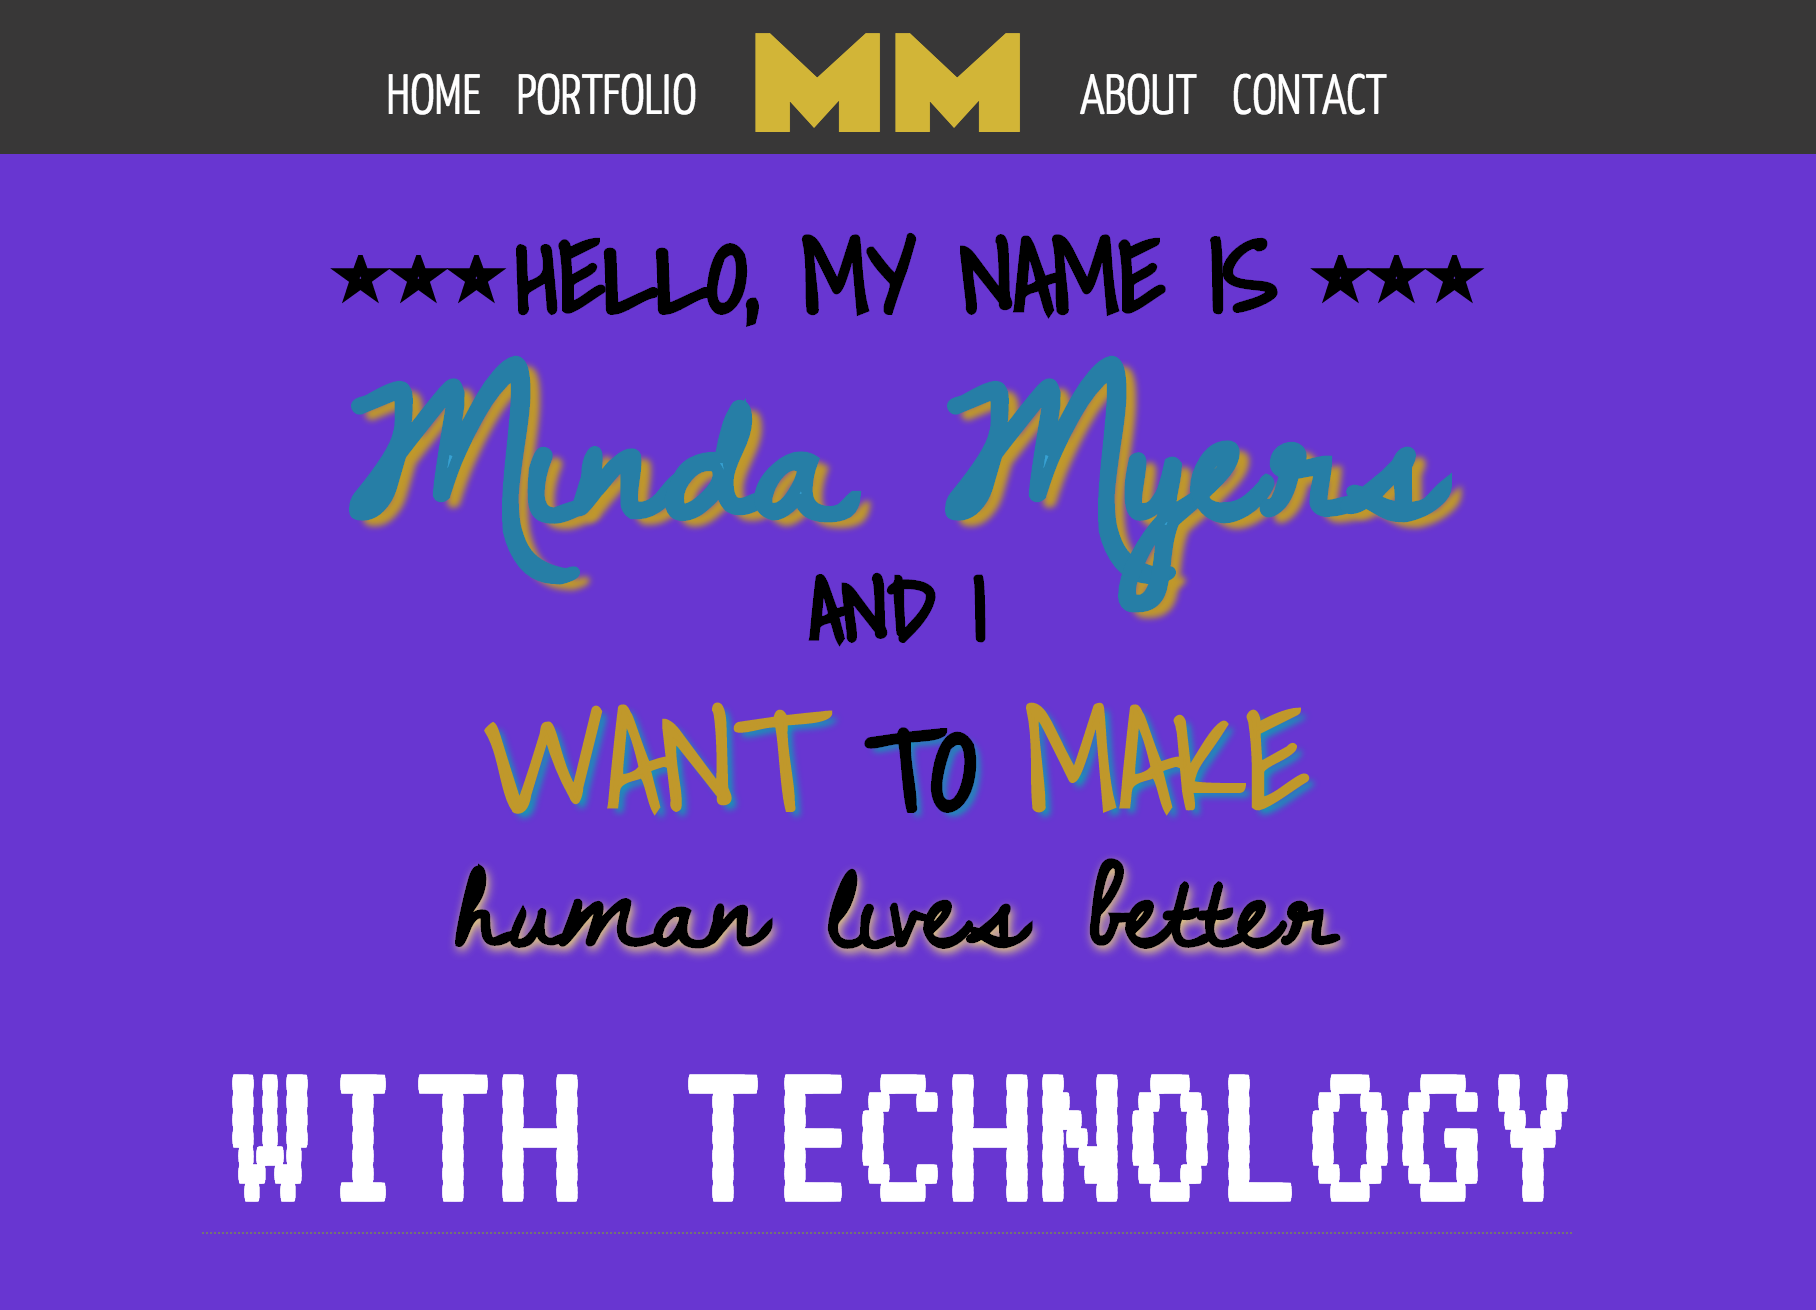 HOME PORTFOLIO MM ABOUT CONTACT
★★★HELLO, MY NAME IS ★★★
Minda Myers
AND I
WANT TO MAKE
human lives better
WITH TECHNOLOGY